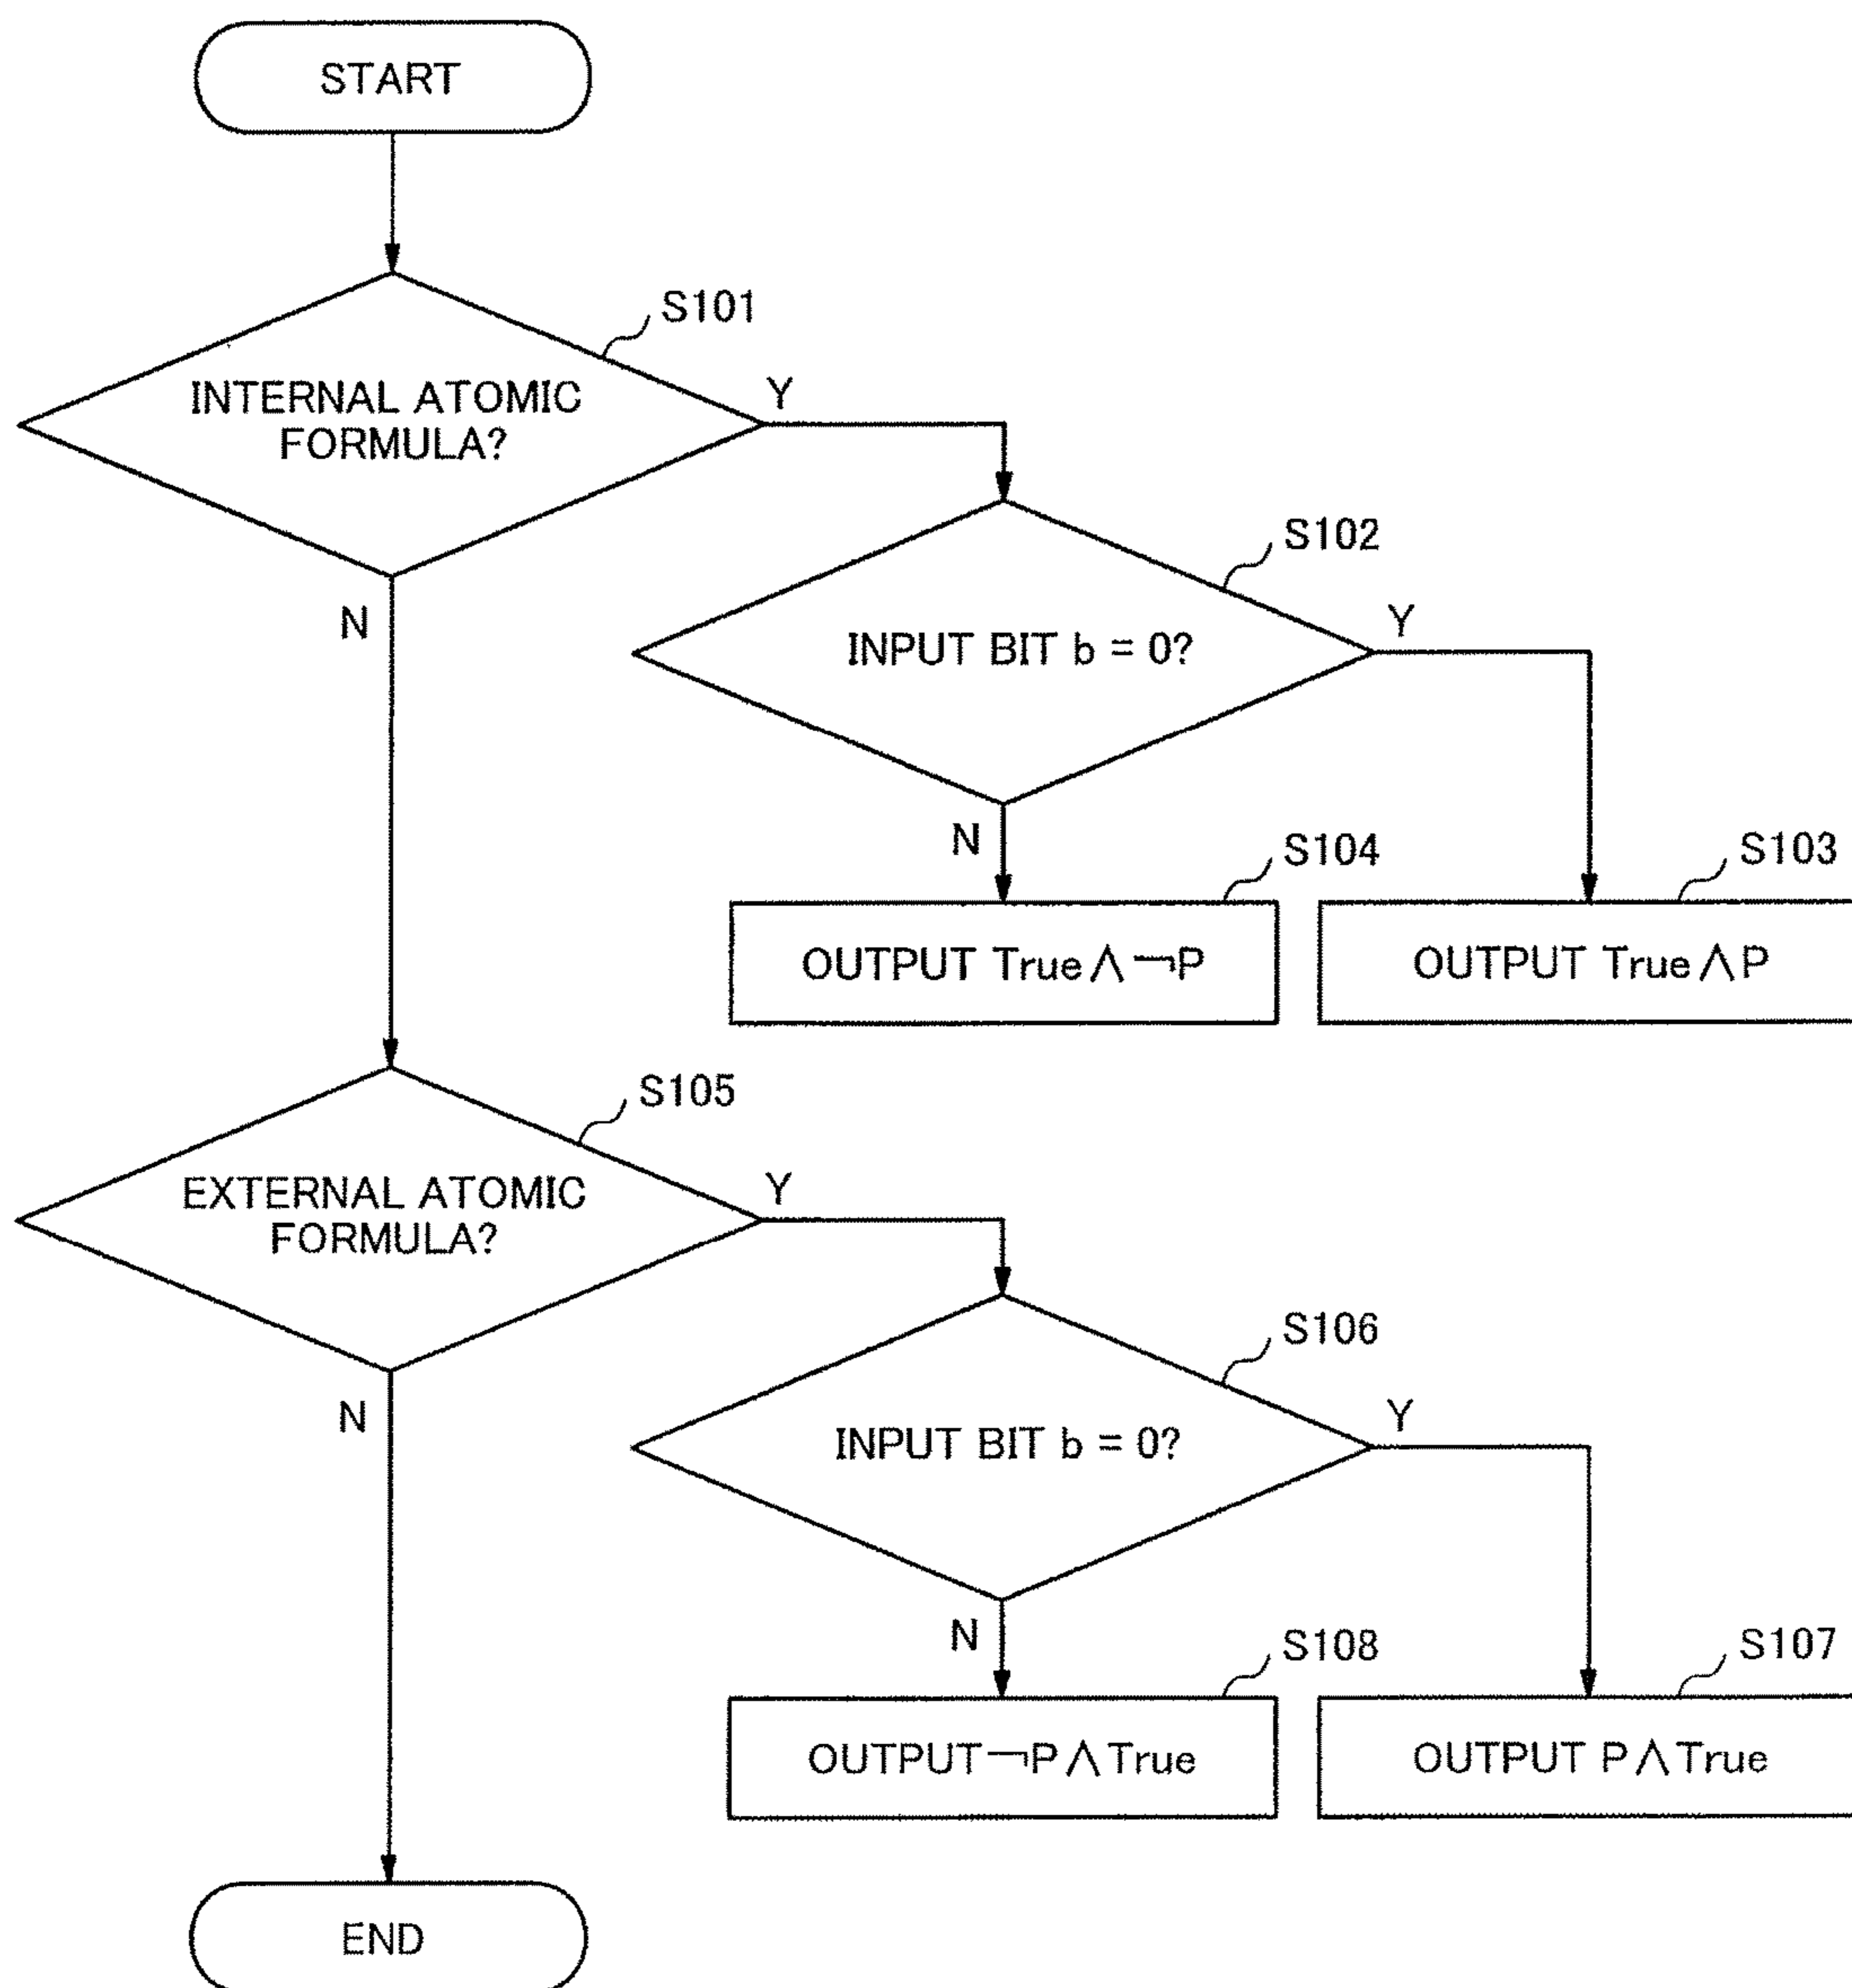 START
S101
INTERNAL ATOMIC
FORMULA?
Y
N
S102
INPUT BIT b = 0?
Y
N
S104
OUTPUT True∧¬P
S103
OUTPUT True∧P
S105
EXTERNAL ATOMIC
FORMULA?
Y
N
S106
INPUT BIT b = 0?
Y
N
S108
OUTPUT¬P∧True
S107
OUTPUT P∧True
END